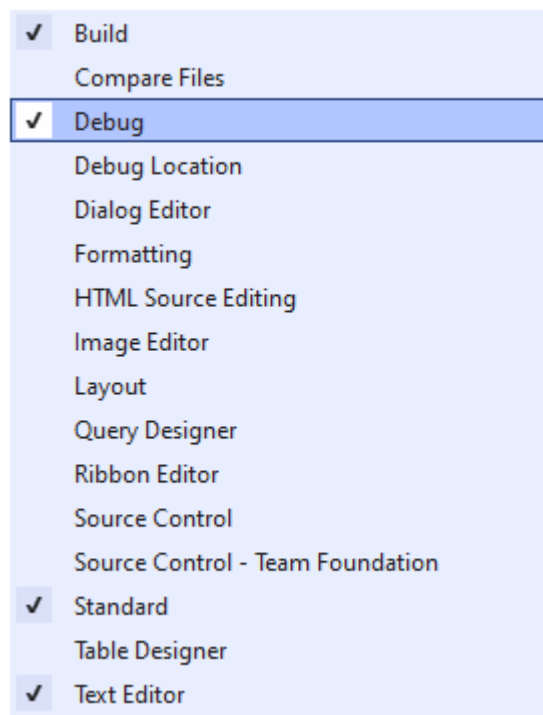 Build
Compare Files
Debug
Debug Location
Dialog Editor
Formatting
HTML Source Editing
Image Editor
Layout
Query Designer
Ribbon Editor
Source Control
Source Control - Team Foundation
Standard
Table Designer
Text Editor